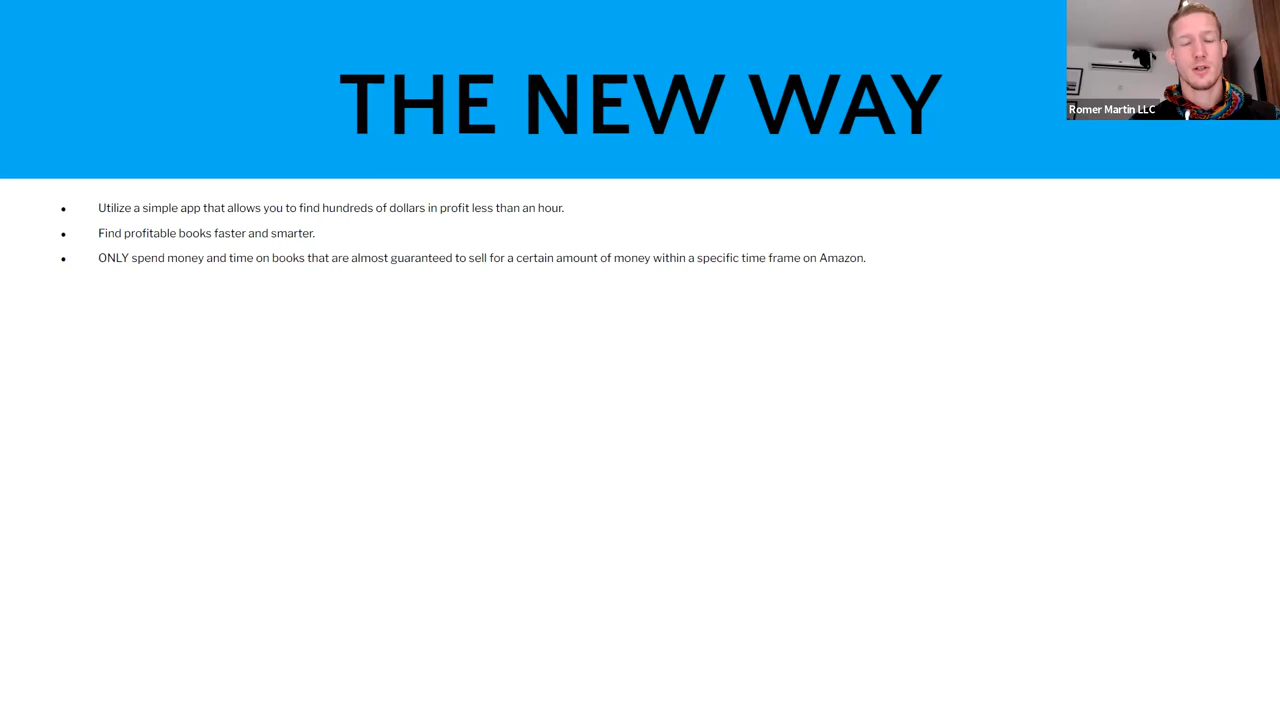 THE NEW WAY
Romer Martin LLC
• Utilize a simple app that allows you to find hundreds of dollars in profit less than an hour.
• Find profitable books faster and smarter.
• ONLY spend money and time on books that are almost guaranteed to sell for a certain amount of money within a specific time frame on Amazon.